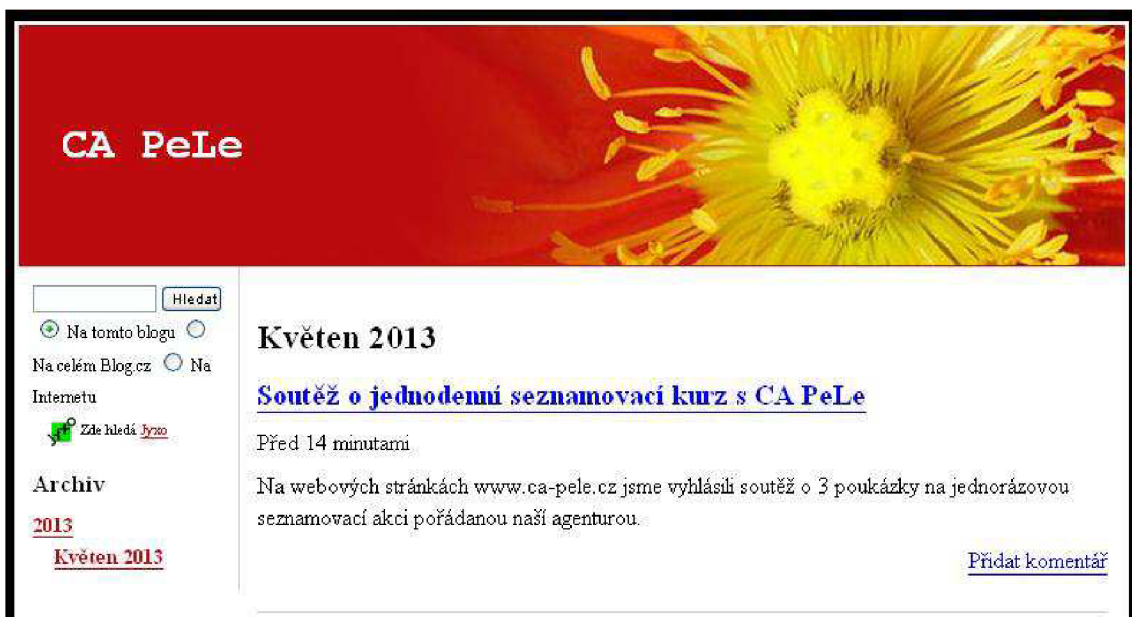 CA PeLe
Hledat
Na tomto blogu
Na celém Blog.cz Na
Internetu
Zde hledá Jyxo
Archiv
2013
Květen 2013
Květen 2013
Soutěž o jednodenní seznamovací kurz s CA PeLe
Před 14 minutami
Na webových stránkách www.ca-pele.cz jsme vyhlásili soutěž o 3 poukázky na jednorázovou
seznamovací akci pořádanou naší agenturou.
Přidat komentář